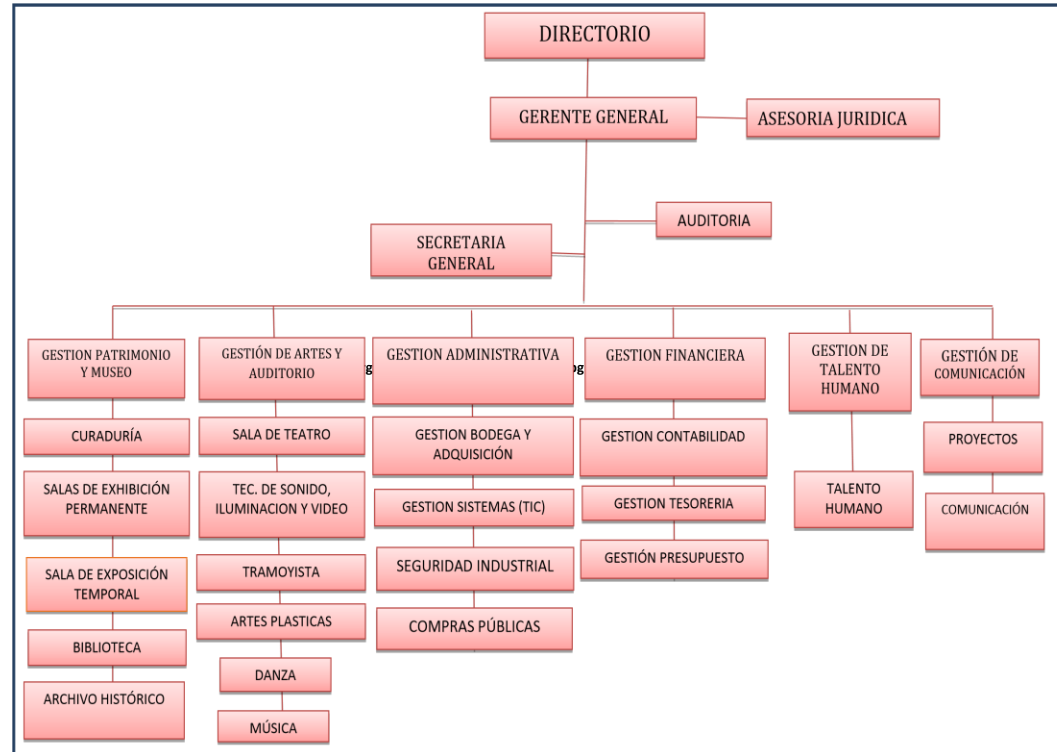 DIRECTORIO
GERENTE GENERAL
ASESORIA JURIDICA
AUDITORIA
SECRETARIA
GENERAL
GESTION PATRIMONIO
Y MUSEO
CURADURÍA
SALAS DE EXHIBICIÓN
PERMANENTE
SALA DE EXPOSICIÓN
TEMPORAL
BIBLIOTECA
ARCHIVO HISTÓRICO
GESTIÓN DE ARTES Y
AUDITORIO
SALA DE TEATRO
TEC. DE SONIDO,
ILUMINACION Y VIDEO
TRAMOYISTA
ARTES PLASTICAS
DANZA
MÚSICA
GESTION ADMINISTRATIVA
GESTION BODEGA Y
ADQUISICIÓN
GESTION SISTEMAS (TIC)
SEGURIDAD INDUSTRIAL
COMPRAS PÚBLICAS
GESTION FINANCIERA
GESTION CONTABILIDAD
GESTION TESORERIA
GESTIÓN PRESUPUESTO
GESTION DE
TALENTO
HUMANO
TALENTO
HUMANO
GESTIÓN DE
COMUNICACIÓN
PROYECTOS
COMUNICACIÓN